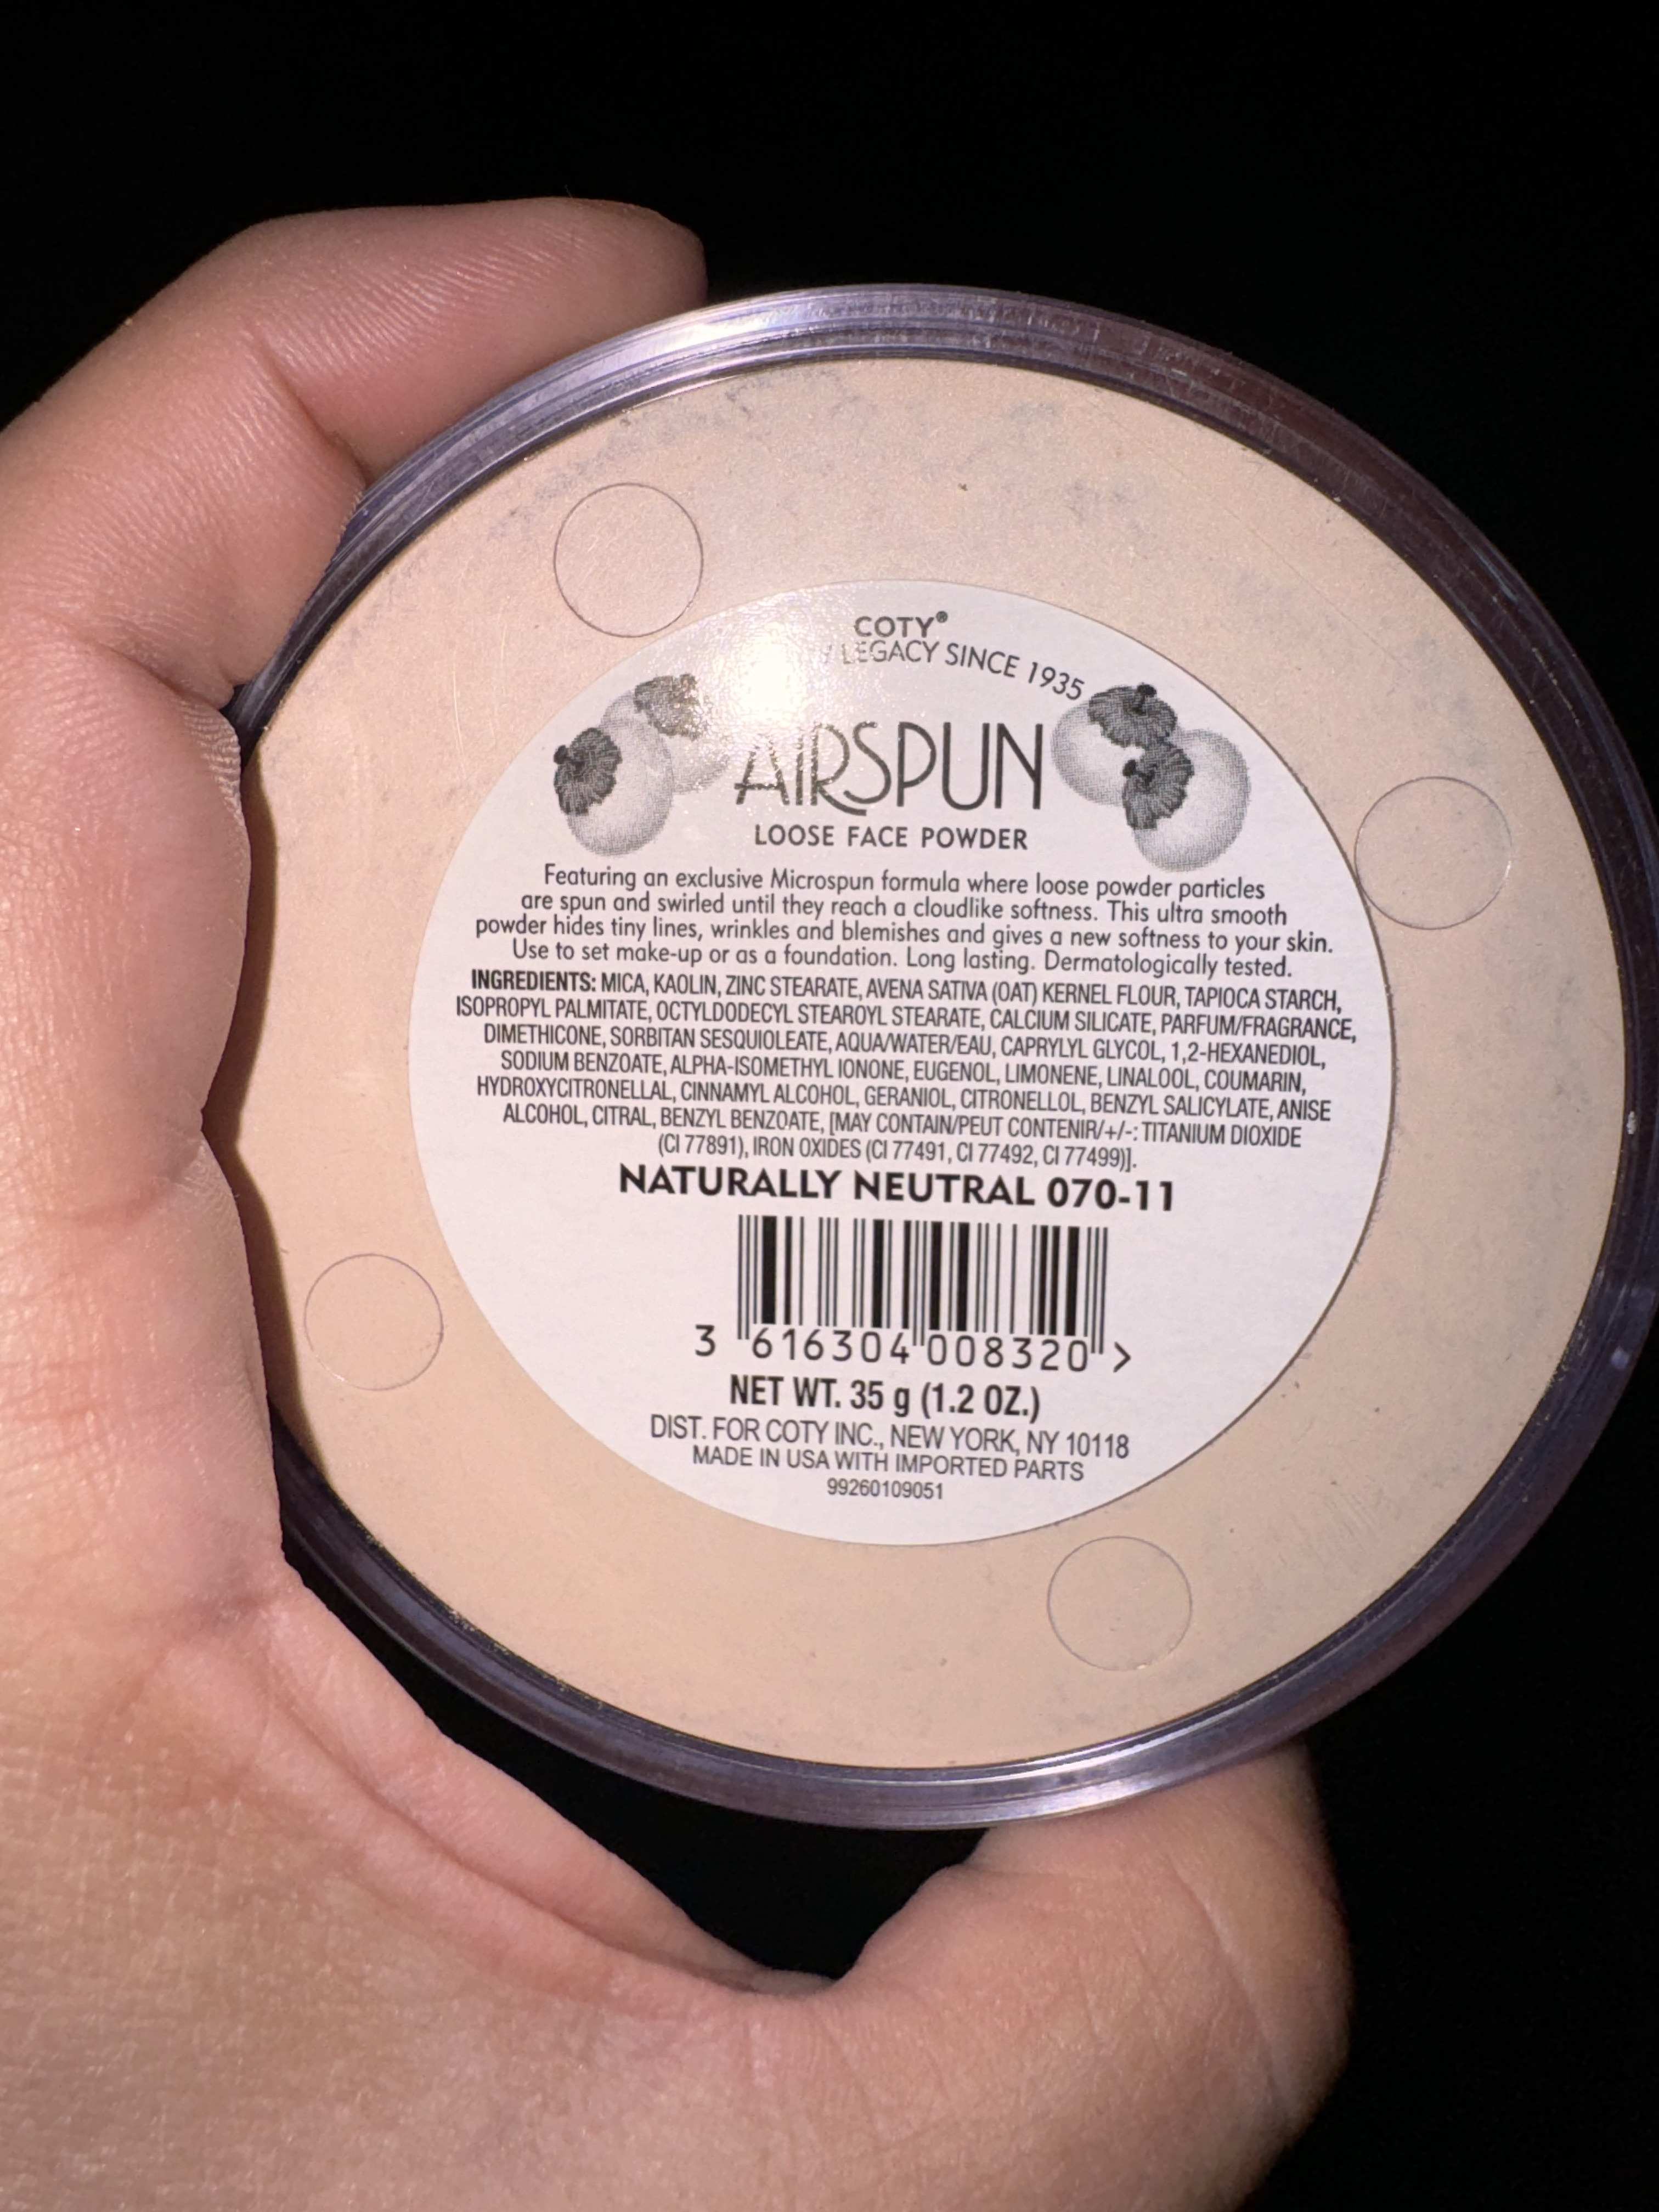 COTY®
LEGACY SINCE 1935
AIRSPUN
LOOSE FACE POWDER
Featuring an exclusive Microspun formula where loose powder particles
are spun and swirled until they reach a cloudlike softness. This ultra smooth
powder hides tiny lines, wrinkles and blemishes and gives a new softness to your skin.
Use to set make-up or as a foundation. Long lasting. Dermatologically tested.
INGREDIENTS: MICA, KAOLIN, ZINC STEARATE, AVENA SATIVA (OAT) KERNEL FLOUR, TAPIOCA STARCH,
ISOPROPYL PALMITATE, OCTYLDODECYL STEAROYL STEARATE, CALCIUM SILICATE, PARFUM/FRAGRANCE,
DIMETHICONE, SORBITAN SESQUIOLEATE, AQUA/WATER/EAU, CAPRYLYL GLYCOL, 1,2-HEXANEDIOL,
SODIUM BENZOATE, ALPHA-ISOMETHYL IONONE, EUGENOL, LIMONENE, LINALOOL, COUMARIN,
HYDROXYCITRONELLAL, CINNAMYL ALCOHOL, GERANIOL, CITRONELLOL, BENZYL SALICYLATE, ANISE
ALCOHOL, CITRAL, BENZYL BENZOATE, [MAY CONTAIN/PEUT CONTENIR/+/-: TITANIUM DIOXIDE
(CI 77891), IRON OXIDES (CI 77491, CI 77492, CI 77499)].
NATURALLY NEUTRAL 070-11
3 616304 008320 >
NET WT. 35 g (1.2 OZ.)
DIST. FOR COTY INC., NEW YORK, NY 10118
MADE IN USA WITH IMPORTED PARTS
99260109051